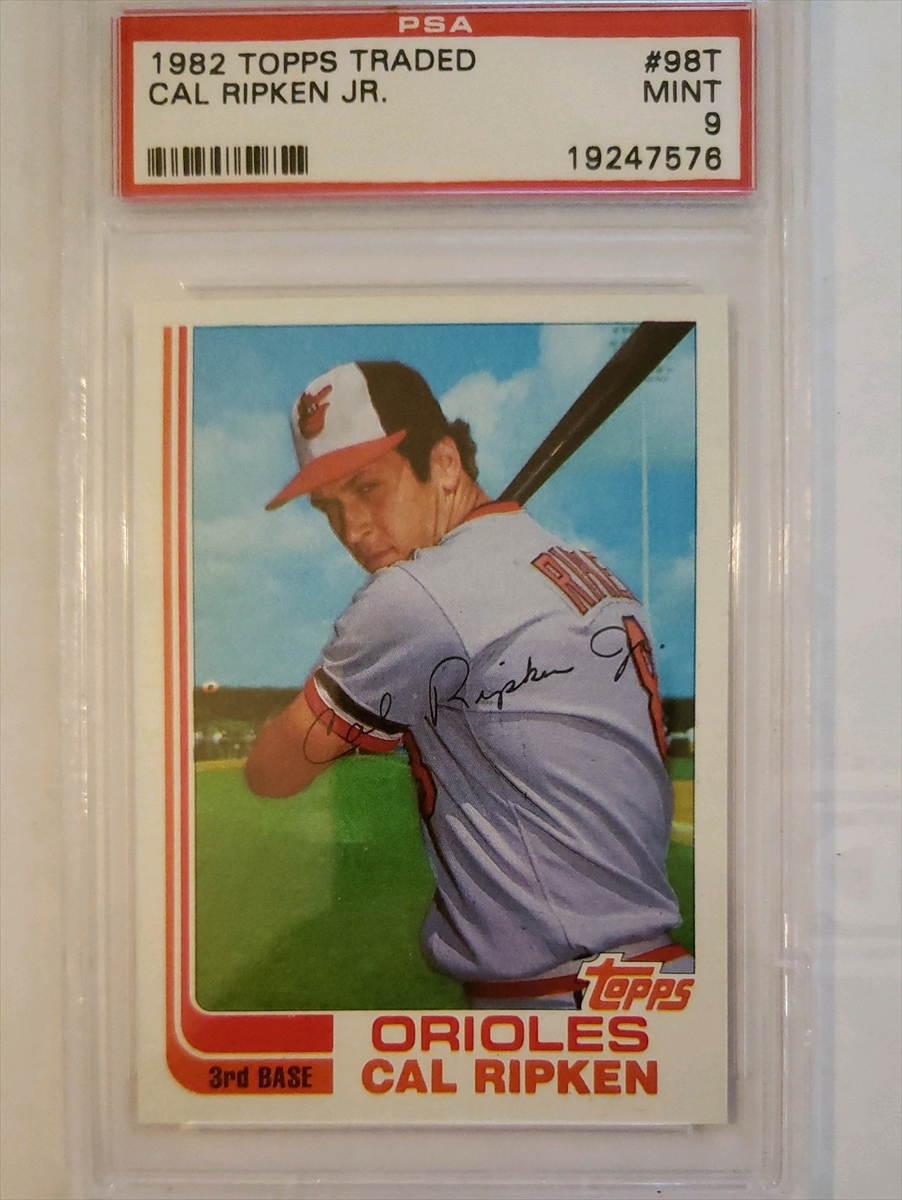 PSA
1982 TOPPS TRADED #98T
CAL RIPKEN JR. MINT
9
19247576
Cal Ripken Jr.
topps
ORIOLES
3rd BASE CAL RIPKEN